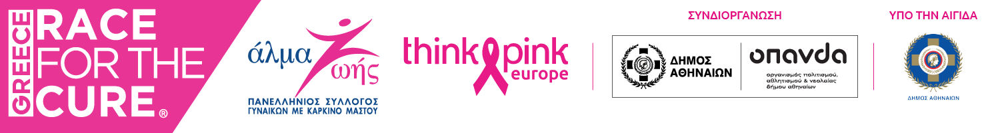 GREECE
RACE
FOR THE
CURE®
άλμα
ζωής
ΠΑΝΕΛΛΗΝΙΟΣ ΣΥΛΛΟΓΟΣ
ΓΥΝΑΙΚΩΝ ΜΕ ΚΑΡΚΙΝΟ ΜΑΣΤΟΥ
think pink
europe
ΣΥΝΔΙΟΡΓΑΝΩΣΗ
ΔΗΜΟΣ
ΑΘΗΝΑΙΩΝ
οπανda
οργανισμός πολιτισμού,
αθλητισμού & νεολαίας
δήμου αθηναίων
ΥΠΟ ΤΗΝ ΑΙΓΙΔΑ
ΔΗΜΟΣ ΑΘΗΝΑΙΩΝ